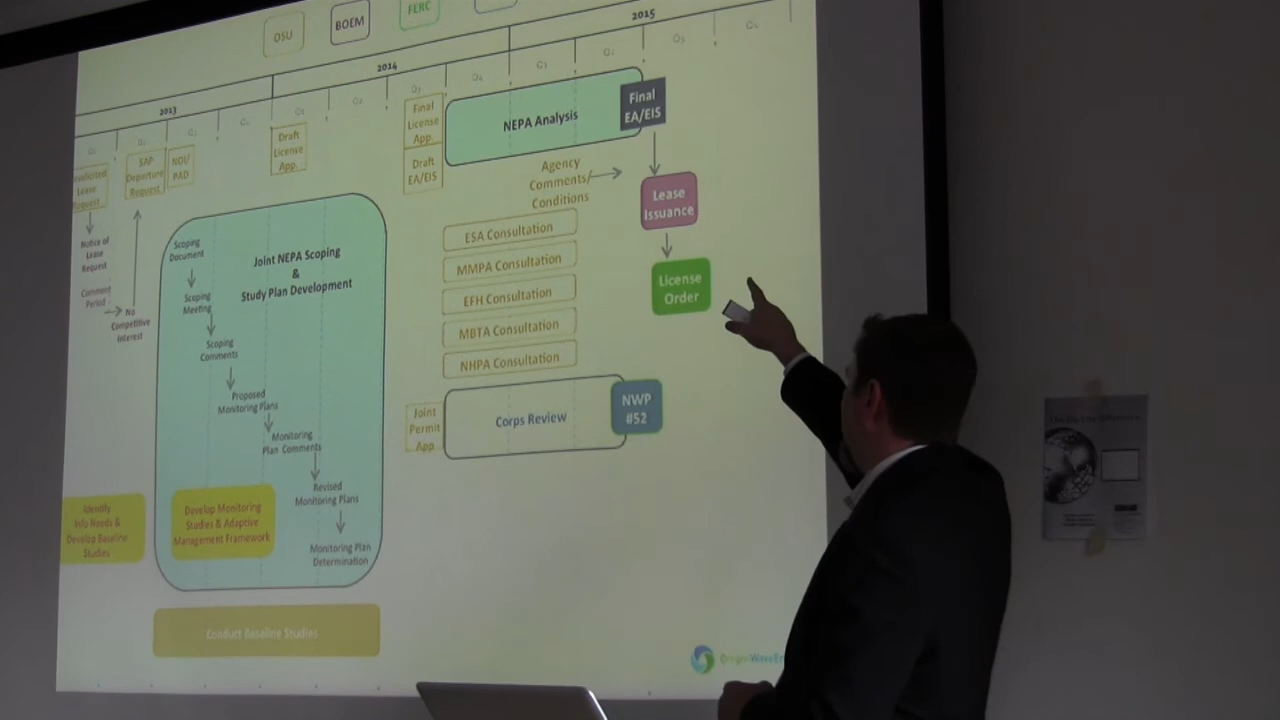 OSU
BOEM
FERC
2013
2014
2015
Lease
Request
SAP
Departure
Request
NOI/
PAD
Draft
License
App.
Final
License
App.
Draft
EA/EIS
NEPA Analysis
Final
EA/EIS
Agency
Comments/
Conditions
Lease
Issuance
License
Order
Notice of
Lease
Request
Comment
Period
No
Competitive
Interest
Scoping
Document
Scoping
Meeting
Scoping
Comments
Proposed
Monitoring Plans
Monitoring
Plan Comments
Revised
Monitoring Plans
Monitoring Plan
Determination
Joint NEPA Scoping
&
Study Plan Development
ESA Consultation
MMPA Consultation
EFH Consultation
MBTA Consultation
NHPA Consultation
Joint
Permit
App
Corps Review
NWP
#52
Identify
Info Needs &
Develop Baseline
Studies
Develop Monitoring
Studies & Adaptive
Management Framework
Conduct Baseline Studies